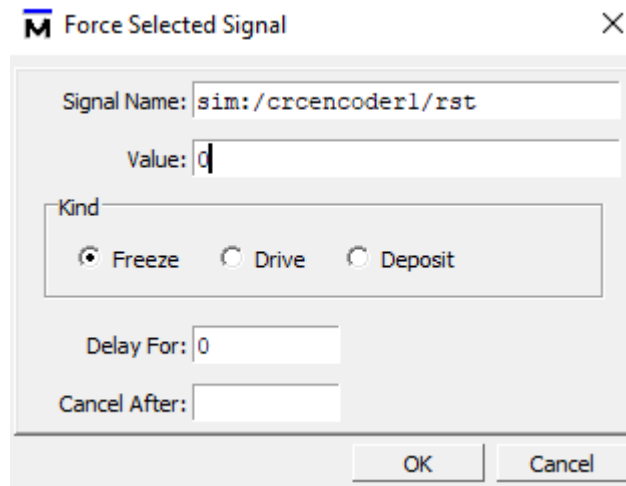 Force Selected Signal
Signal Name: sim:/crcencoder1/rst
Value: 0
Kind
Freeze Drive Deposit
Delay For: 0
Cancel After:
OK Cancel